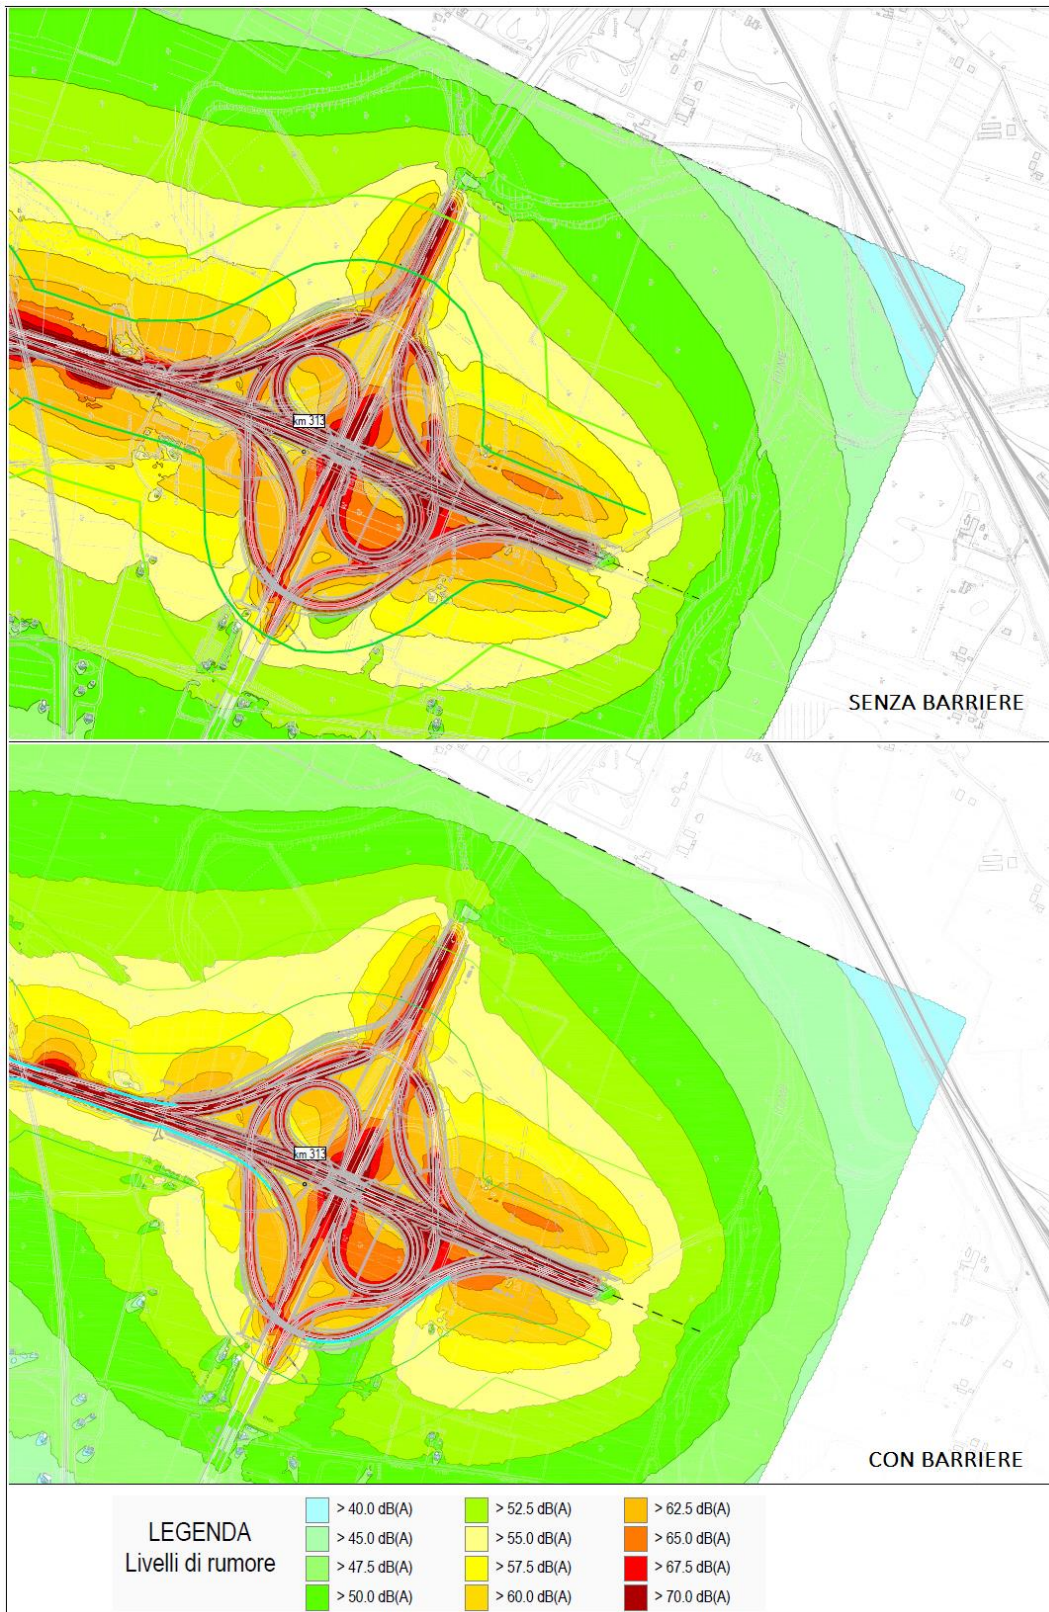 km 313
SENZA BARRIERE
km 313
CON BARRIERE
LEGENDA
Livelli di rumore
> 40.0 dB(A)
> 45.0 dB(A)
> 47.5 dB(A)
> 50.0 dB(A)
> 52.5 dB(A)
> 55.0 dB(A)
> 57.5 dB(A)
> 60.0 dB(A)
> 62.5 dB(A)
> 65.0 dB(A)
> 67.5 dB(A)
> 70.0 dB(A)